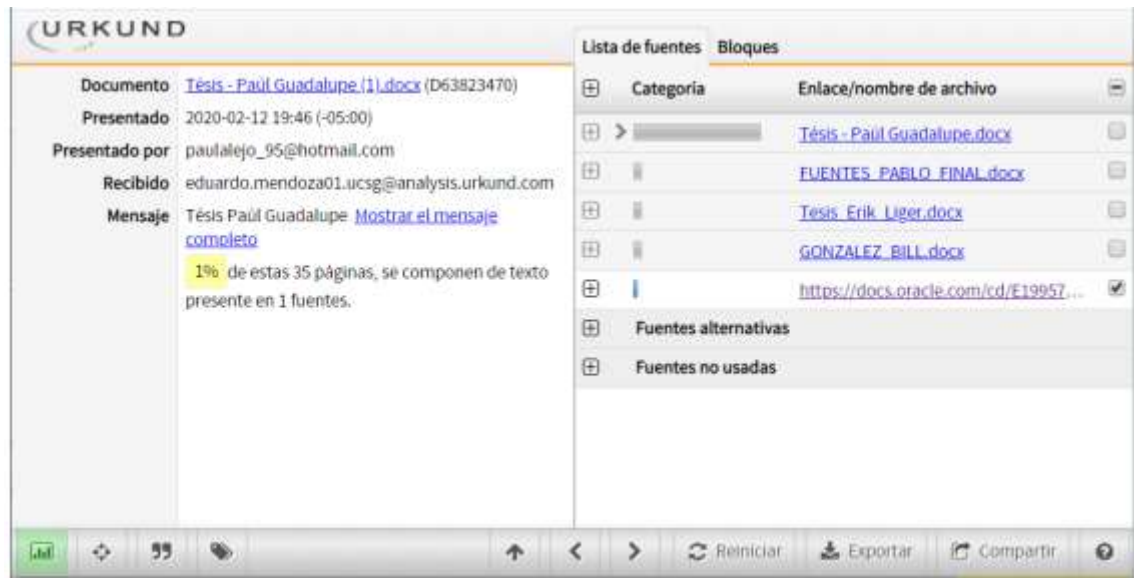 URKUND
Documento Tésis - Paúl Guadalupe (1).docx (D63823470)
Presentado 2020-02-12 19:46 (-05:00)
Presentado por paulalejo_95@hotmail.com
Recibido eduardo.mendoza01.ucsg@analysis.urkund.com
Mensaje Tésis Paúl Guadalupe Mostrar el mensaje
completo
1% de estas 35 páginas, se componen de texto
presente en 1 fuentes.
Lista de fuentes Bloques
Categoría Enlace/nombre de archivo
Tésis - Paúl Guadalupe.docx
FUENTES_PABLO_FINAL.docx
Tesis_Erik_Liger.docx
GONZALEZ_BILL.docx
https://docs.oracle.com/cd/E19957...
Fuentes alternativas
Fuentes no usadas
Reiniciar Exportar Compartir